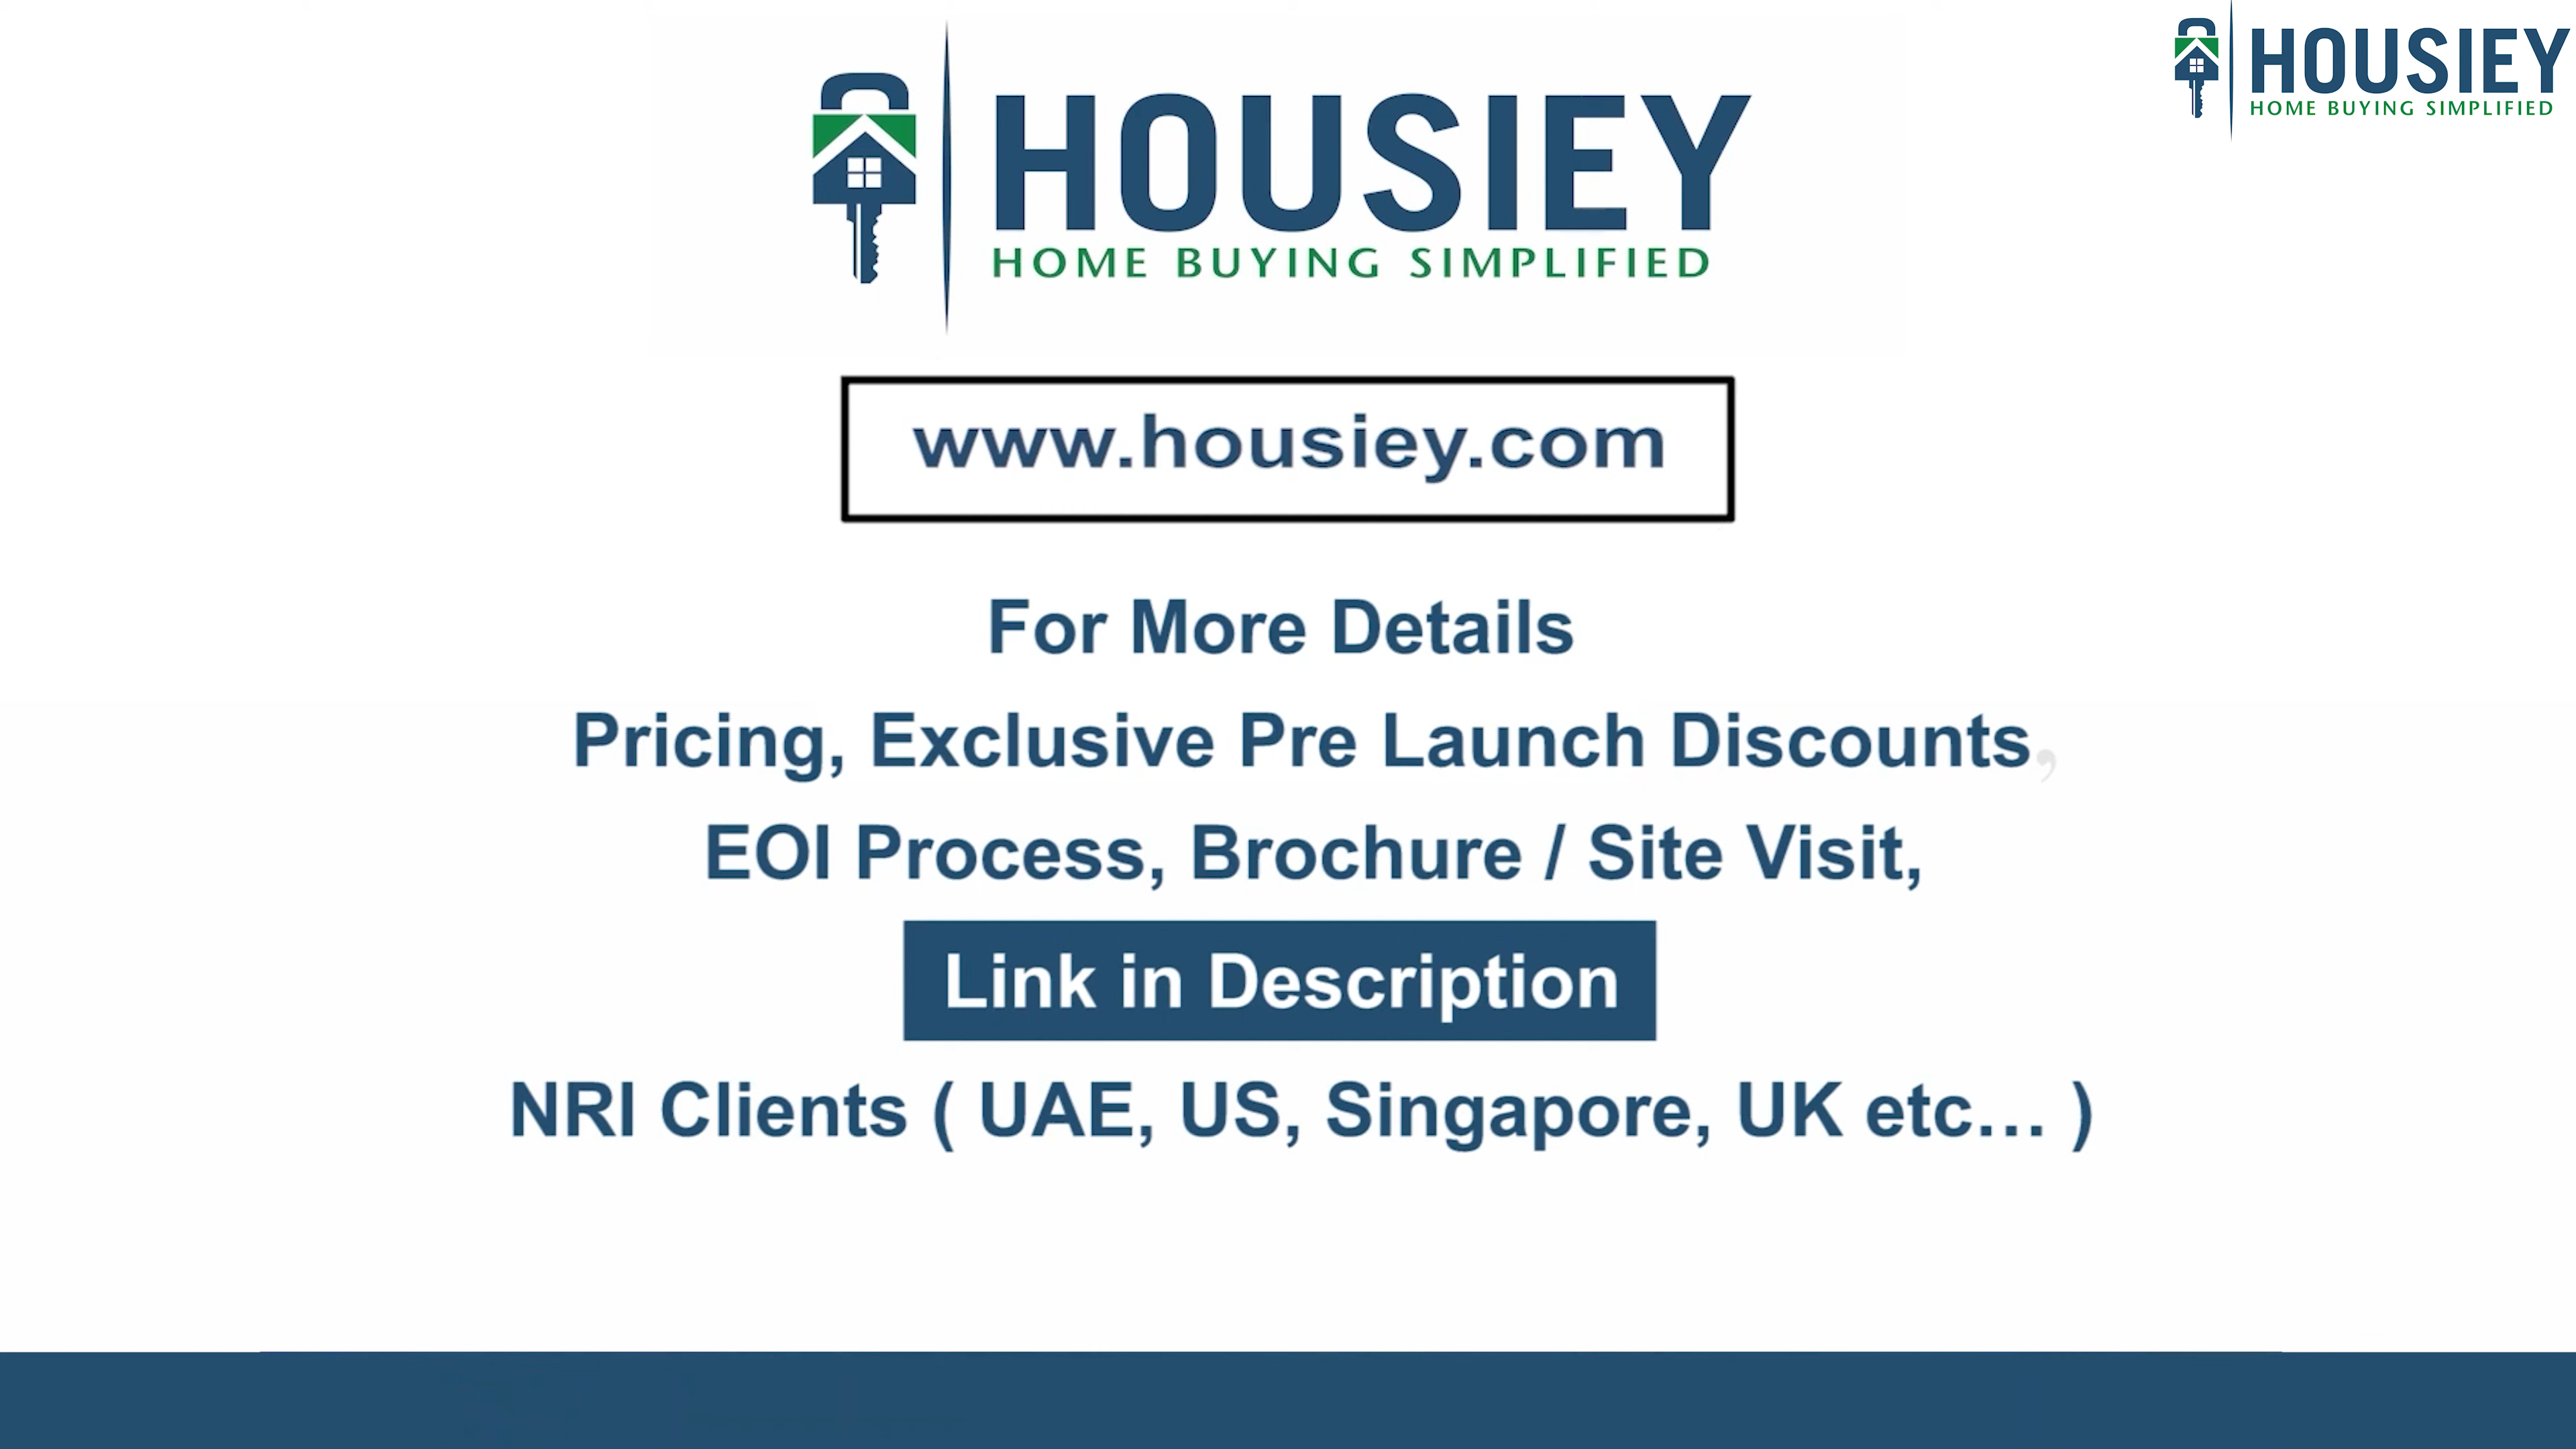 HOUSIEY
HOME BUYING SIMPLIFIED
HOUSIEY
HOME BUYING SIMPLIFIED
www.housiey.com
For More Details
Pricing, Exclusive Pre Launch Discounts,
EOI Process, Brochure / Site Visit,
Link in Description
NRI Clients ( UAE, US, Singapore, UK etc... )